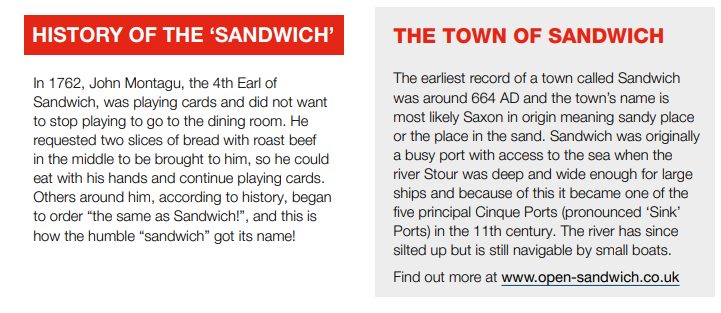 HISTORY OF THE ‘SANDWICH’
In 1762, John Montagu, the 4th Earl of
Sandwich, was playing cards and did not want
to stop playing to go to the dining room. He
requested two slices of bread with roast beef
in the middle to be brought to him, so he could
eat with his hands and continue playing cards.
Others around him, according to history, began
to order “the same as Sandwich!”, and this is
how the humble “sandwich” got its name!
THE TOWN OF SANDWICH
The earliest record of a town called Sandwich
was around 664 AD and the town’s name is
most likely Saxon in origin meaning sandy place
or the place in the sand. Sandwich was originally
a busy port with access to the sea when the
river Stour was deep and wide enough for large
ships and because of this it became one of the
five principal Cinque Ports (pronounced ‘Sink’
Ports) in the 11th century. The river has since
silted up but is still navigable by small boats.
Find out more at www.open-sandwich.co.uk